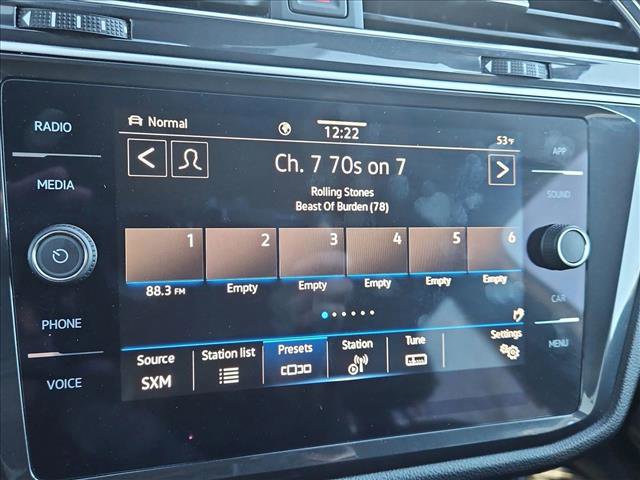 RADIO
MEDIA
PHONE
VOICE
Normal
12:22
53°F
Ch. 7 70s on 7
Rolling Stones
Beast Of Burden (78)
1 2 3 4 5 6
88.3 FM Empty Empty Empty Empty Empty
Source Station list Presets Station Tune Settings
SXM
APP
SOUND
CAR
MENU